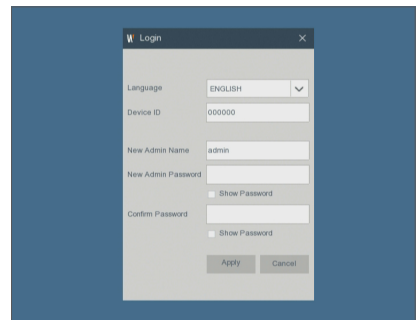 W Login
Language ENGLISH
Device ID 000000
New Admin Name admin
New Admin Password
Show Password
Confirm Password
Show Password
Apply Cancel